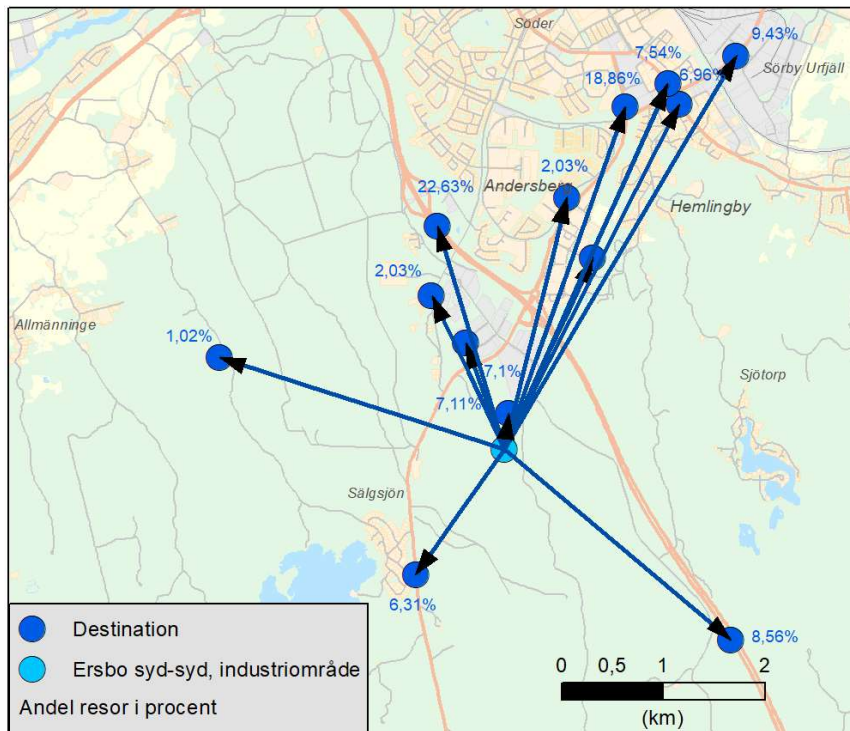 Söder
9,43%
7,54%
Sörby Urfjäll
18,86%
6,96%
2,03%
Andersberg
22,63%
Hemlingby
2,03%
Allmänninge
1,02%
7,1%
Sjötorp
7,11%
Sälgsjön
6,31%
8,56%
Destination
Ersbo syd-syd, industriområde
Andel resor i procent
0 0,5 1 2
(km)